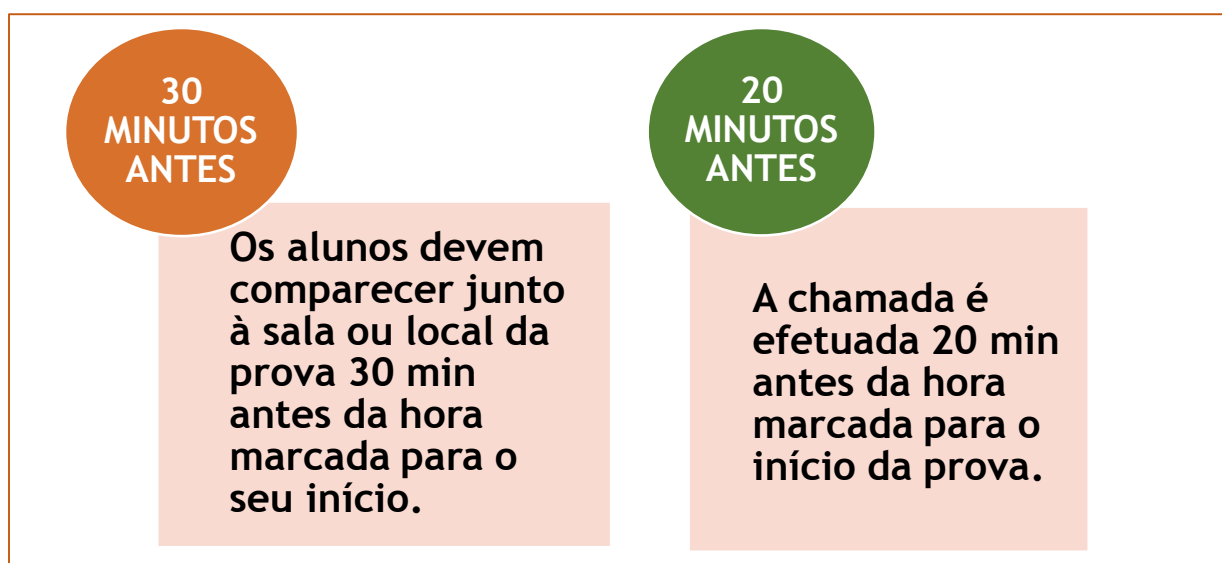 30
MINUTOS
ANTES
Os alunos devem
comparecer junto
à sala ou local da
prova 30 min
antes da hora
marcada para o
seu início.
20
MINUTOS
ANTES
A chamada é
efetuada 20 min
antes da hora
marcada para o
início da prova.